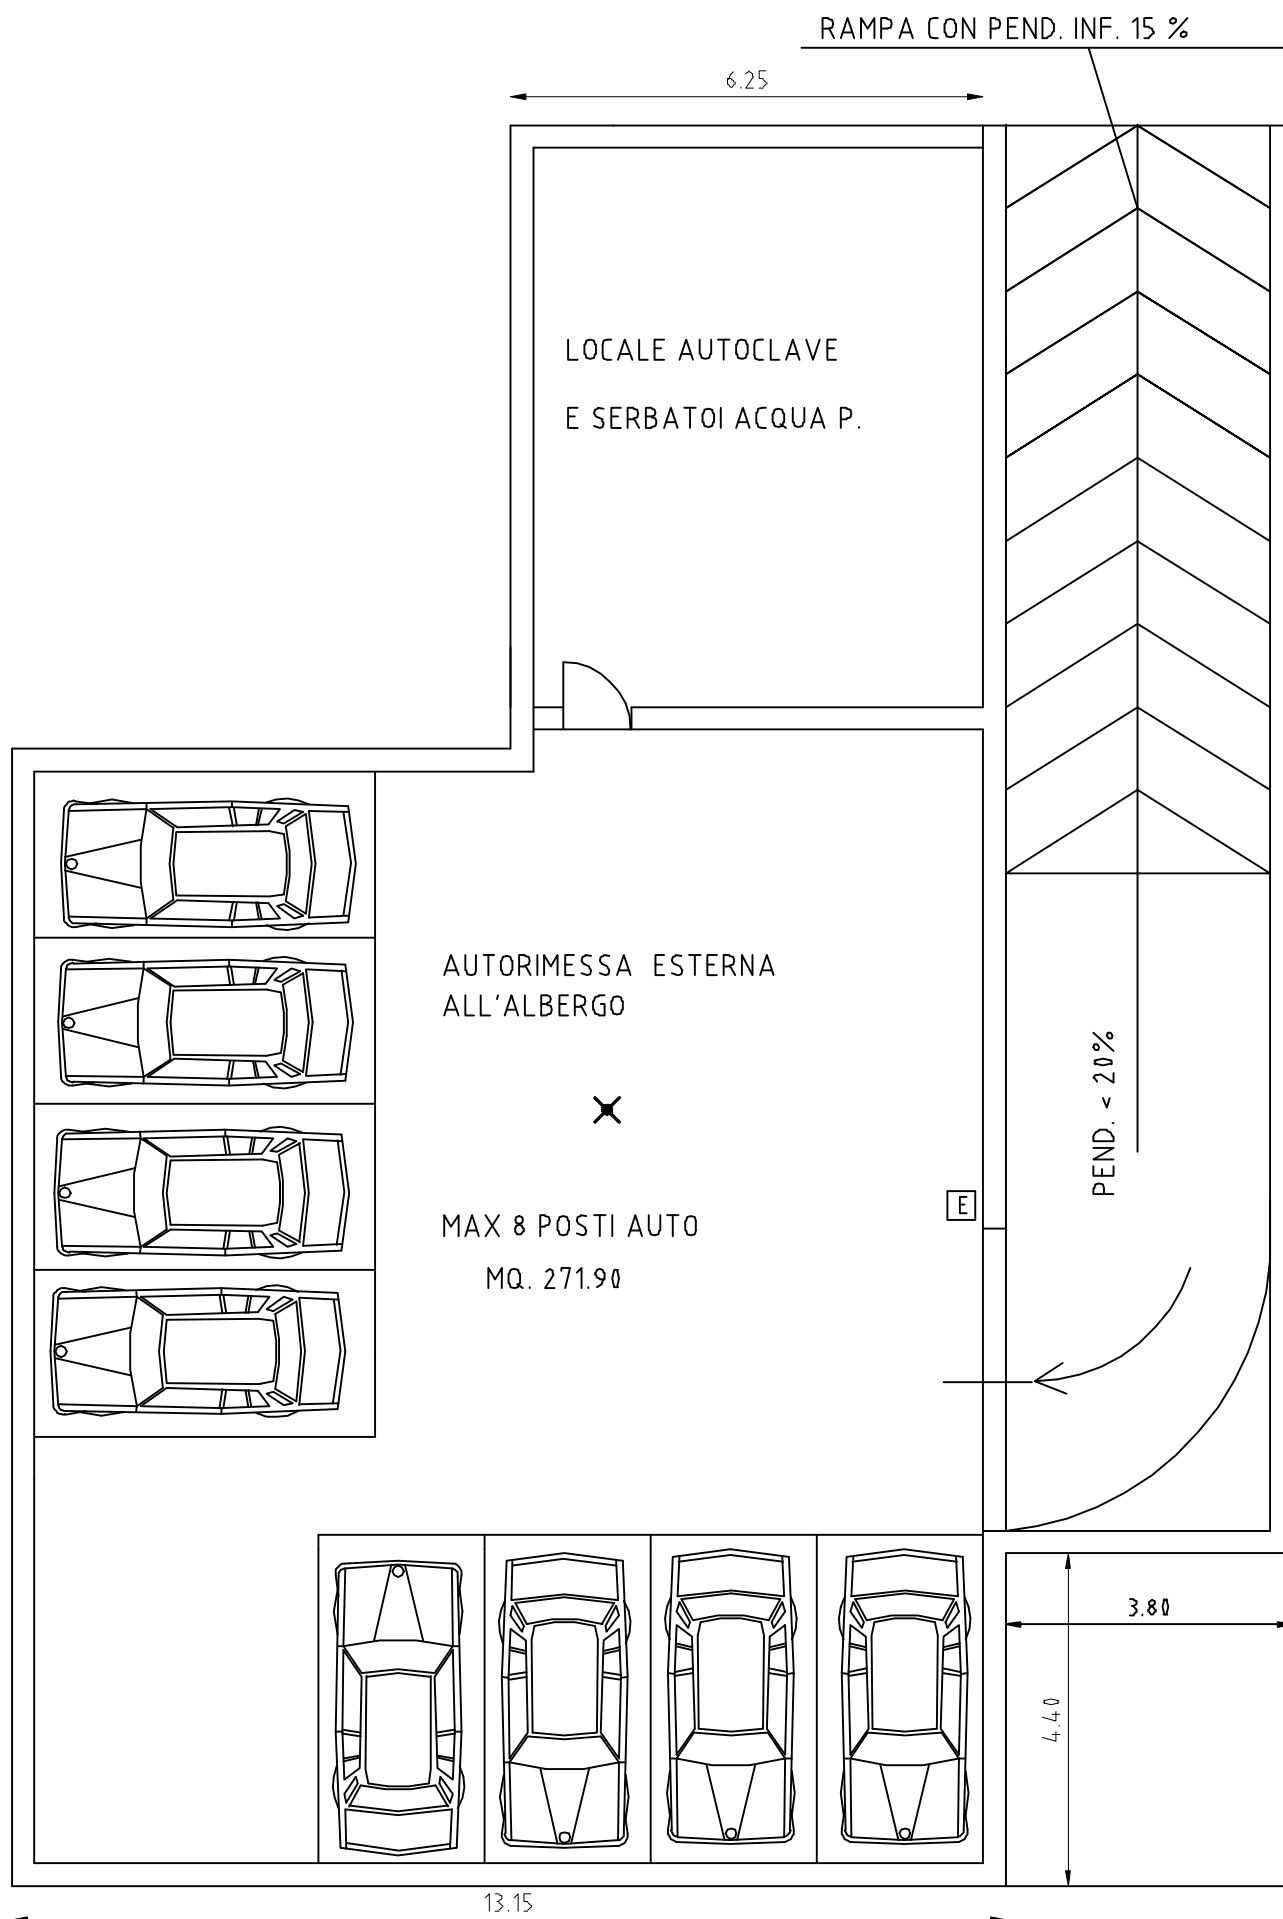 RAMPA CON PEND. INF. 15 %
6.25
LOCALE AUTOCLAVE
E SERBATOI ACQUA P.
AUTORIMESSA ESTERNA
ALL'ALBERGO
PEND. < 20%
E
MAX 8 POSTI AUTO
MQ. 271.90
3.80
4.40
13.15